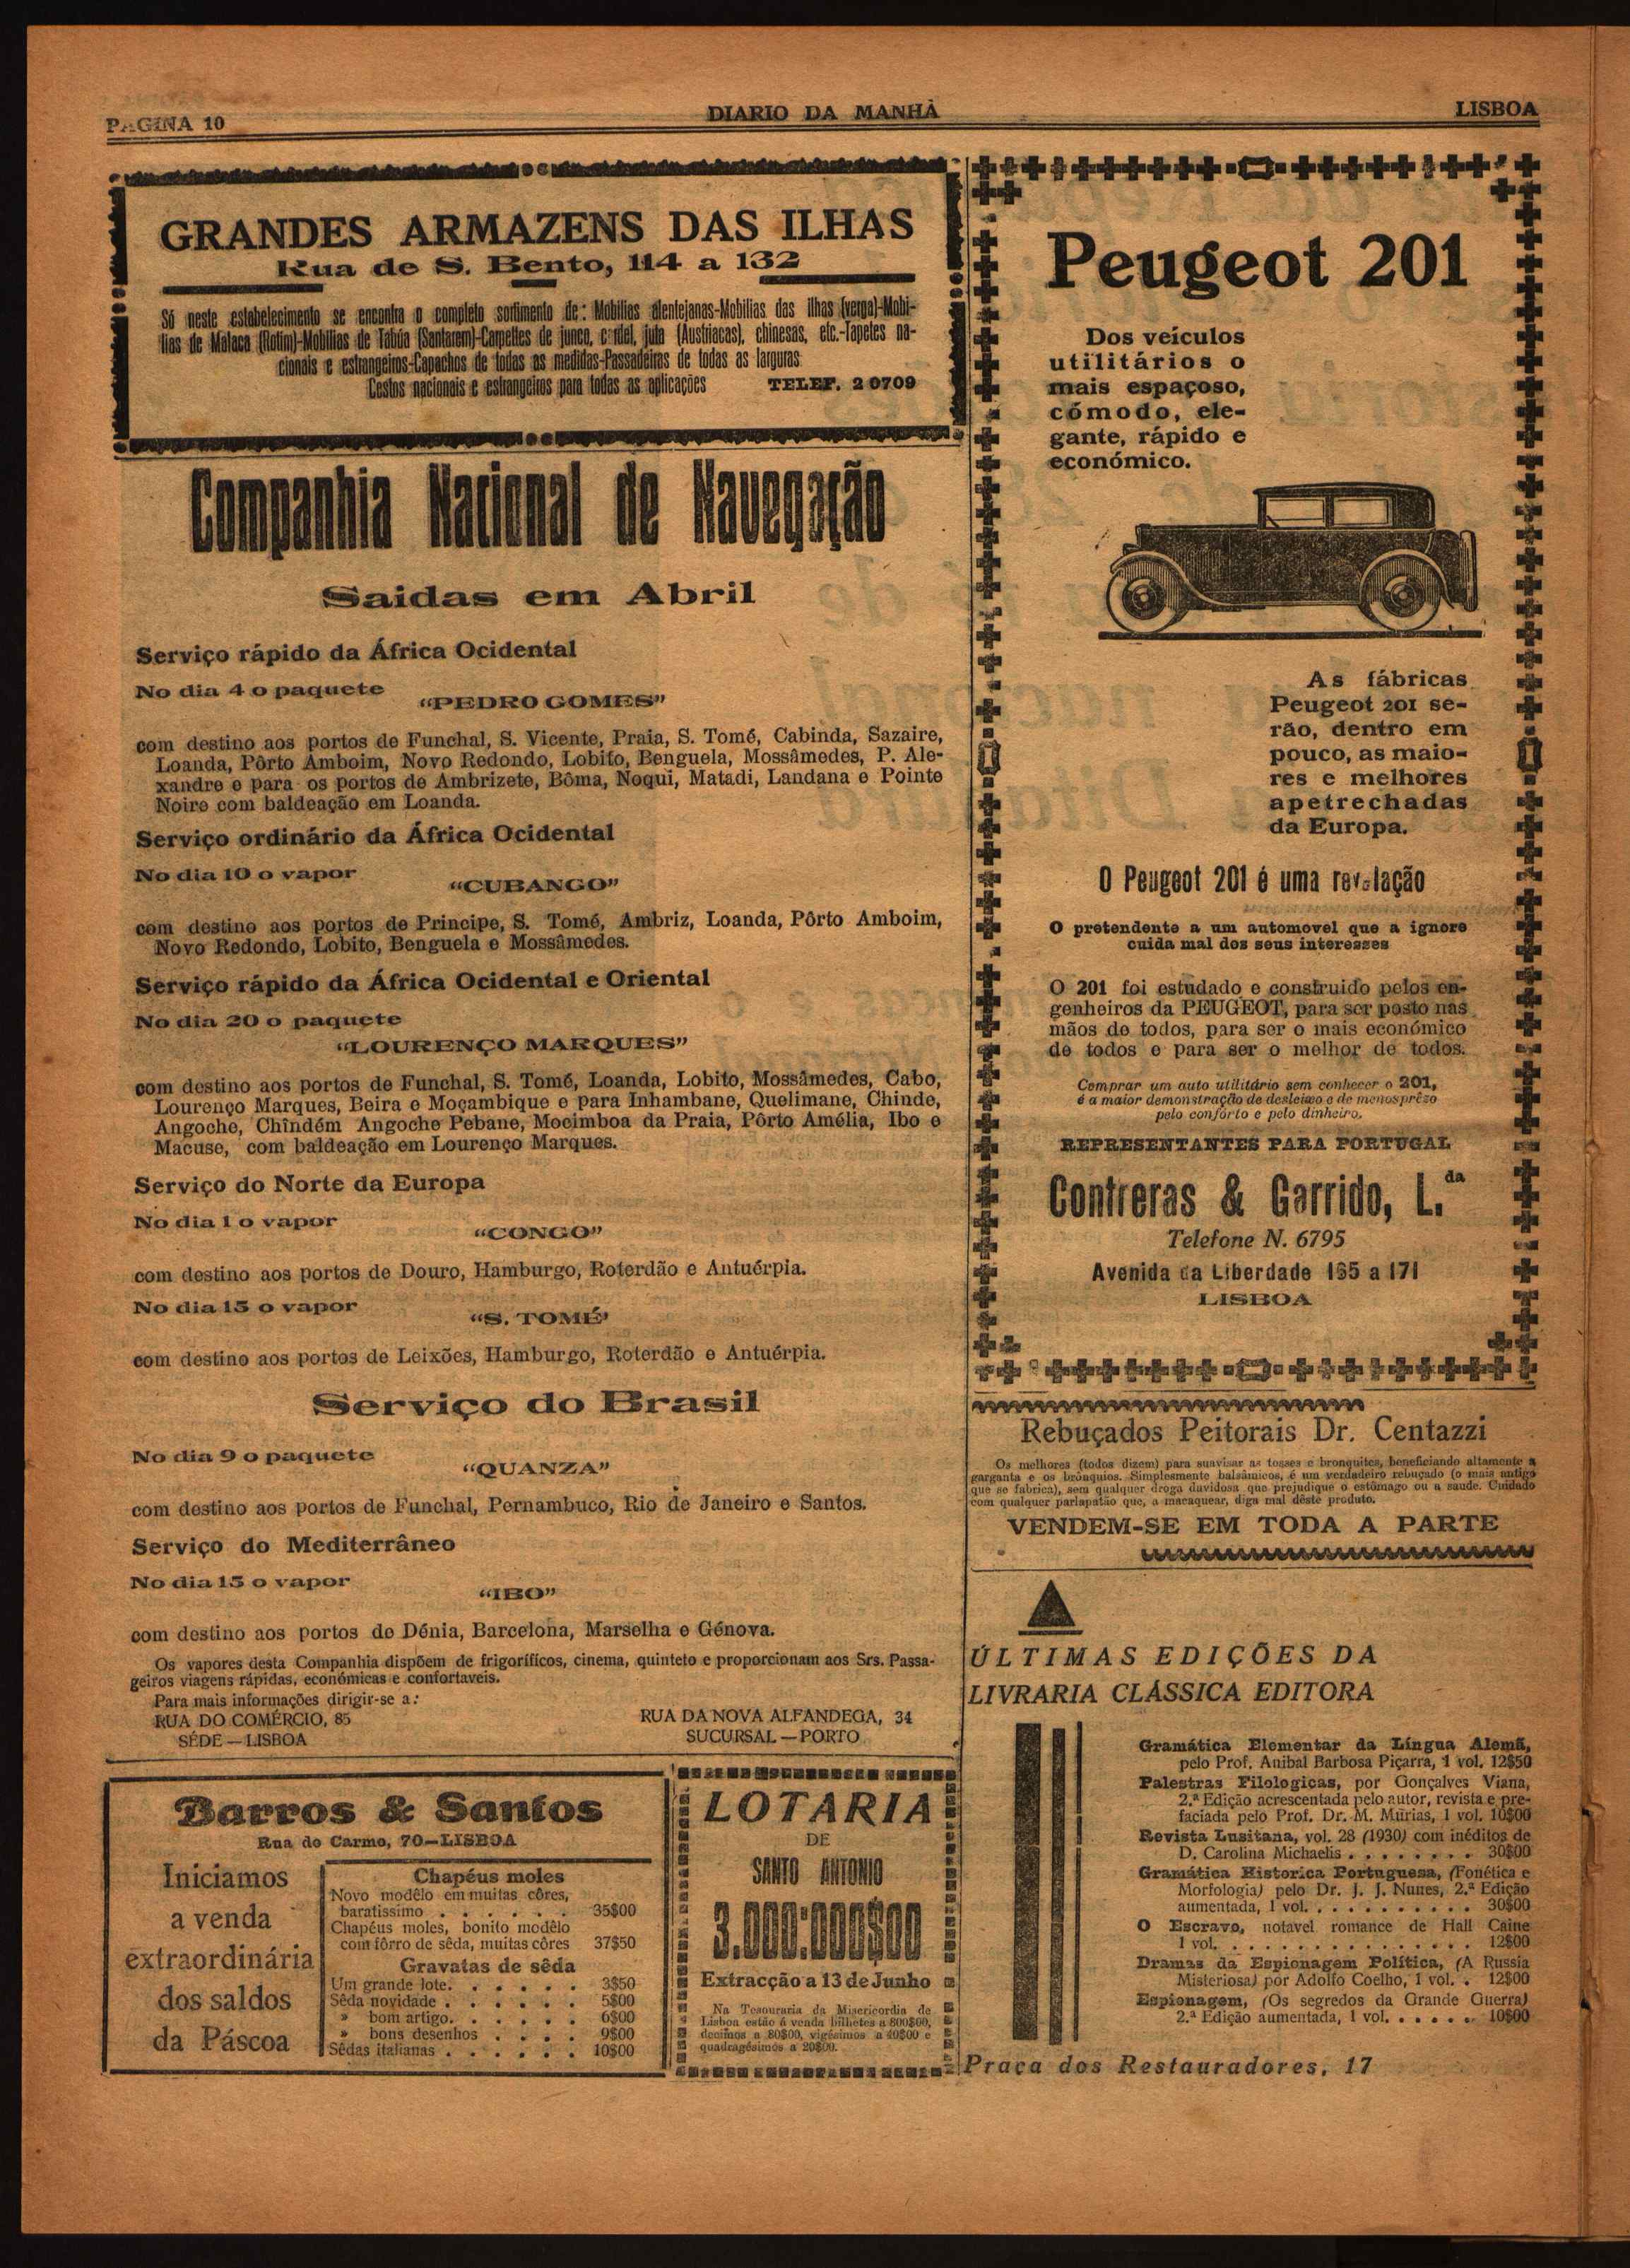 PAGINA 10
DIARIO DA MANHÃ
LISBOA
GRANDES ARMAZENS DAS ILHAS
Rua de S. Bento, 114 a 132
Só neste estabelecimento se encontra o completo sortimento de: Mobilias alentejanas-Mobilias das ilhas (verga)-Mobi-
lias de Malaca (Rotim)-Mobilias de Tabúa (Santarem)-Carpettes de junco, cordel, juta (Austriacas), chinesas, etc.-Tapetes na-
cionais e estrangeiros-Capachos de todas as medidas-Passadeiras de todas as larguras
Cestos nacionais e estrangeiros para todas as aplicações TELEF. 2 0709
Companhia Nacional de Navegação
Saidas em Abril
Serviço rápido da África Ocidental
No dia 4 o paquete
“PEDRO GOMES”
com destino aos portos de Funchal, S. Vicente, Praia, S. Tomé, Cabinda, Sazaire,
Loanda, Pôrto Amboim, Novo Redondo, Lobito, Benguela, Mossâmedes, P. Ale-
xandre e para os portos de Ambrizete, Bôma, Noqui, Matadi, Landana e Pointe
Noire com baldeação em Loanda.
Serviço ordinário da África Ocidental
No dia 10 o vapor
“CUBANGO”
com destino aos portos de Principe, S. Tomé, Ambriz, Loanda, Pôrto Amboim,
Novo Redondo, Lobito, Benguela e Mossâmedes.
Serviço rápido da África Ocidental e Oriental
No dia 20 o paquete
“LOURENÇO MARQUES”
com destino aos portos de Funchal, S. Tomé, Loanda, Lobito, Mossâmedes, Cabo,
Lourenço Marques, Beira e Moçambique e para Inhambane, Quelimane, Chinde,
Angoche, Chindém Angoche Pebane, Mocimboa da Praia, Pôrto Amélia, Ibo e
Macuse, com baldeação em Lourenço Marques.
Serviço do Norte da Europa
No dia 1 o vapor
“CONGO”
com destino aos portos de Douro, Hamburgo, Roterdão e Antuérpia.
No dia 15 o vapor
“S. TOMÉ’
com destino aos portos de Leixões, Hamburgo, Roterdão e Antuérpia.
Serviço do Brasil
No dia 9 o paquete
“QUANZA”
com destino aos portos de Funchal, Pernambuco, Rio de Janeiro e Santos.
Serviço do Mediterrâneo
No dia 15 o vapor
“IBO”
com destino aos portos de Dénia, Barcelona, Marselha e Génova.
Os vapores desta Companhia dispõem de frigoríficos, cinema, quinteto e proporcionam aos Srs. Passa-
geiros viagens rápidas, económicas e confortaveis.
Para mais informações dirigir-se a:
RUA DO COMÉRCIO, 85
SÉDE — LISBOA
RUA DA NOVA ALFANDEGA, 34
SUCURSAL — PORTO
Barros & Santos
Rua do Carmo, 70—LISBOA
Iniciamos
a venda
extraordinária
dos saldos
da Páscoa
Chapéus moles
Novo modêlo em muitas côres,
baratissimo . . . . . . 35$00
Chapéus moles, bonito modêlo
com fôrro de sêda, muitas côres 37$50
Gravatas de sêda
Um grande lote. . . . . . 3$50
Sêda novidade . . . . . . 5$00
» bom artigo. . . . . . 6$00
» bons desenhos . . . . 9$00
Sêdas italianas . . . . . . 10$00
LOTARIA
DE
SANTO ANTONIO
3.000:000$00
Extracção a 13 de Junho
Na Tesouraria da Misericordia de
Lisboa estão á venda bilhetes a 800$00,
decimos a 80$00, vigésimos a 40$00 e
quadragésimos a 20$00.
Peugeot 201
Dos veículos
utilitários o
mais espaçoso,
cómodo, ele-
gante, rápido e
económico.
As fábricas
Peugeot 201 se-
rão, dentro em
pouco, as maio-
res e melhores
apetrechadas
da Europa.
O Peugeot 201 é uma revelação
O pretendente a um automovel que a ignore
cuida mal dos seus interesses
O 201 foi estudado e construido pelos en-
genheiros da PEUGEOT, para ser posto nas
mãos de todos, para ser o mais económico
de todos e para ser o melhor de todos.
Comprar um auto utilitário sem conhecer o 201,
é a maior demonstração de desleixo e de menosprêzo
pelo confôrto e pelo dinheiro.
REPRESENTANTES PARA PORTUGAL
Contreras & Garrido, L.da
Telefone N. 6795
Avenida da Liberdade 165 a 171
LISBOA
Rebuçados Peitorais Dr. Centazzi
Os melhores (todos dizem) para suavisar as tosses e bronquites, beneficiando altamente a
garganta e os brônquios. Simplesmente balsâmicos, é um verdadeiro rebuçado (o mais antigo
que se fabrica), sem qualquer droga duvidosa que prejudique o estômago ou a saude. Cuidado
com qualquer parlapatão que, a macaquear, diga mal dêste produto.
VENDEM-SE EM TODA A PARTE
ÚLTIMAS EDIÇÕES DA
LIVRARIA CLÁSSICA EDITORA
Gramática Elementar da Língua Alemã,
pelo Prof. Anibal Barbosa Piçarra, 1 vol. 12$50
Palestras Filologicas, por Gonçalves Viana,
2.ª Edição acrescentada pelo autor, revista e pre-
faciada pelo Prof. Dr. M. Múrias, 1 vol. 10$00
Revista Lusitana, vol. 28 (1930) com inéditos de
D. Carolina Michaelis . . . . . . . . 30$00
Gramática Historica Portuguesa, (Fonética e
Morfologia) pelo Dr. J. J. Nunes, 2.ª Edição
aumentada, 1 vol. . . . . . . . . . . 30$00
O Escravo, notavel romance de Hall Caine
1 vol. . . . . . . . . . . . . . . . . 12$00
Dramas da Espionagem Política, (A Russia
Misteriosa) por Adolfo Coelho, 1 vol. . 12$00
Espionagem, (Os segredos da Grande Guerra)
2.ª Edição aumentada, 1 vol. . . . . . 10$00
Praça dos Restauradores, 17